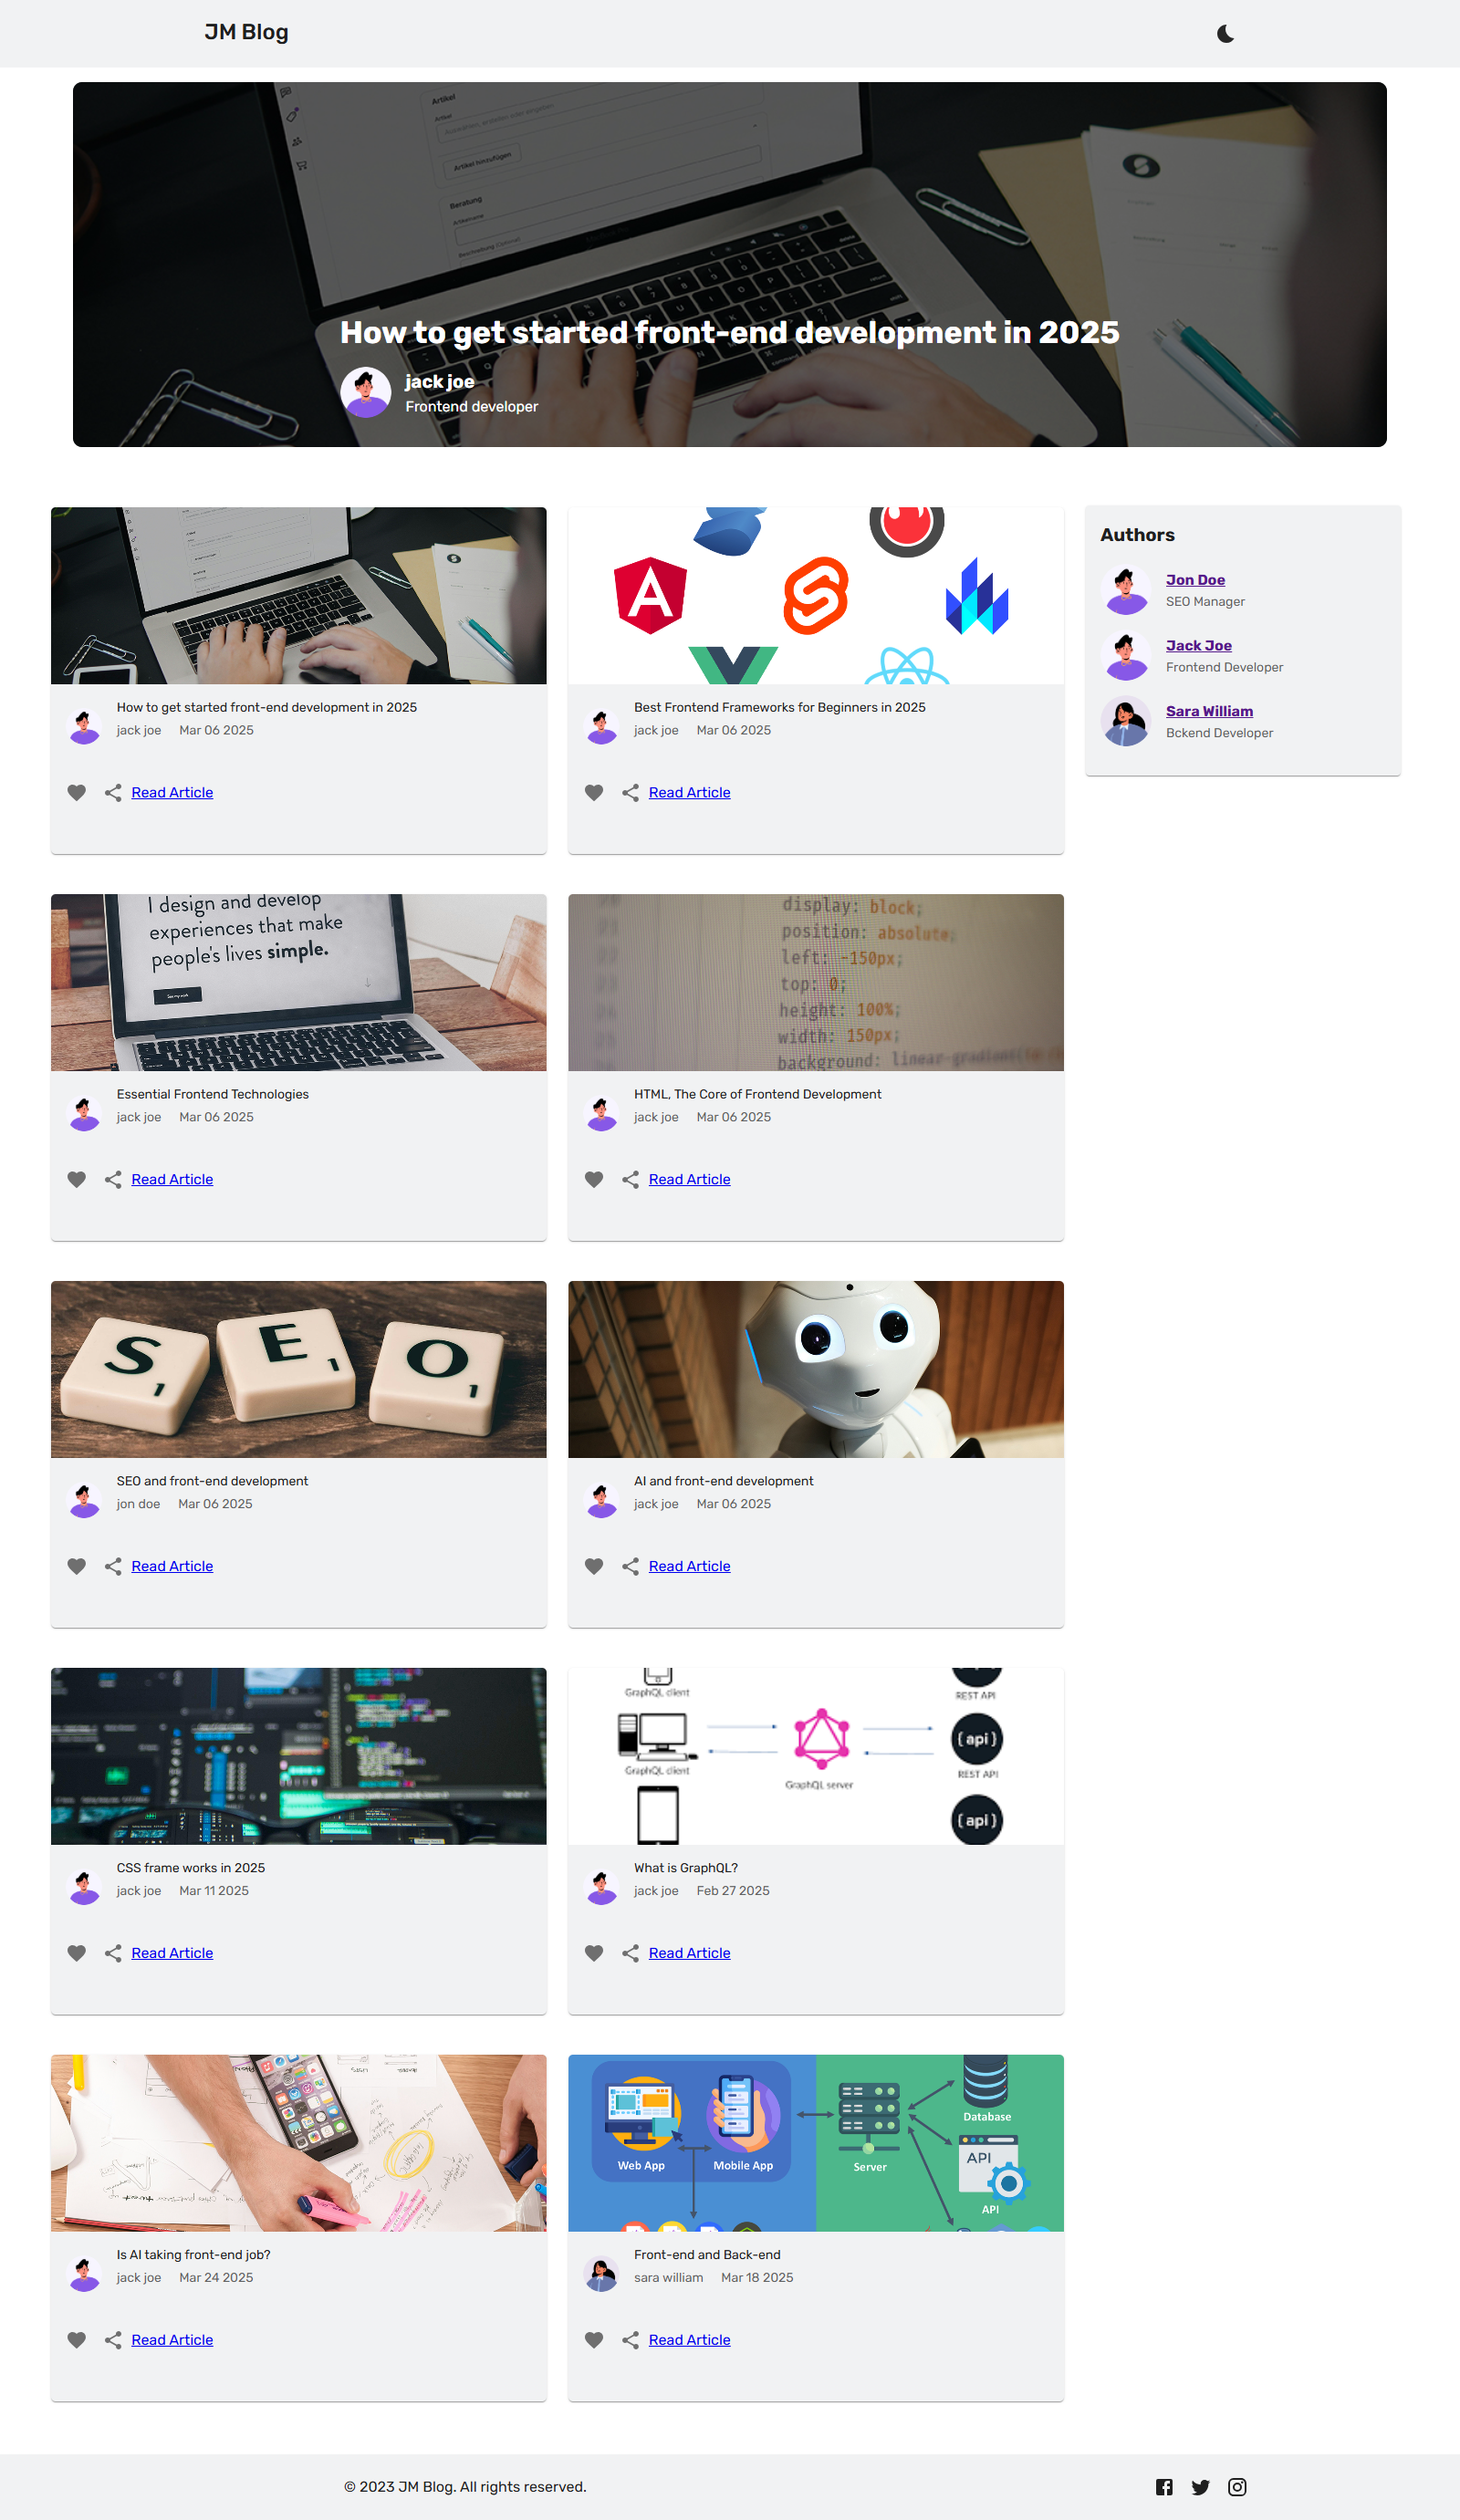 JM Blog
Artikel
Artikel hinzufügen
Beratung
How to get started front-end development in 2025
jack joe
Frontend developer
How to get started front-end development in 2025
jack joe Mar 06 2025
Read Article
Best Frontend Frameworks for Beginners in 2025
jack joe Mar 06 2025
Read Article
Authors
Jon Doe
SEO Manager
Jack Joe
Frontend Developer
Sara William
Bckend Developer
I design and develop
experiences that make
people's lives simple.
See my work
Essential Frontend Technologies
jack joe Mar 06 2025
Read Article
display: block;
position: absolute;
left: -150px;
top: 0;
height: 100%;
width: 150px;
background: linear-gradient
HTML, The Core of Frontend Development
jack joe Mar 06 2025
Read Article
S1 E1 O1
SEO and front-end development
jon doe Mar 06 2025
Read Article
AI and front-end development
jack joe Mar 06 2025
Read Article
CSS frame works in 2025
jack joe Mar 11 2025
Read Article
GraphQL client
REST API
{api}
GraphQL client
GraphQL server
REST API
{api}
What is GraphQL?
jack joe Feb 27 2025
Read Article
Is AI taking front-end job?
jack joe Mar 24 2025
Read Article
Database
Web App
Mobile App
Server
API
API
Front-end and Back-end
sara william Mar 18 2025
Read Article
© 2023 JM Blog. All rights reserved.